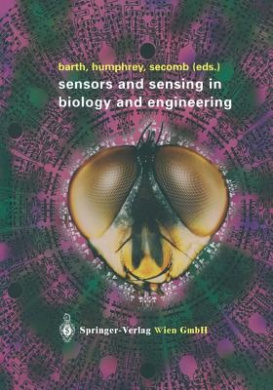 barth, humphrey, secomb (eds.)
sensors and sensing in
biology and engineering
Springer-Verlag Wien GmbH